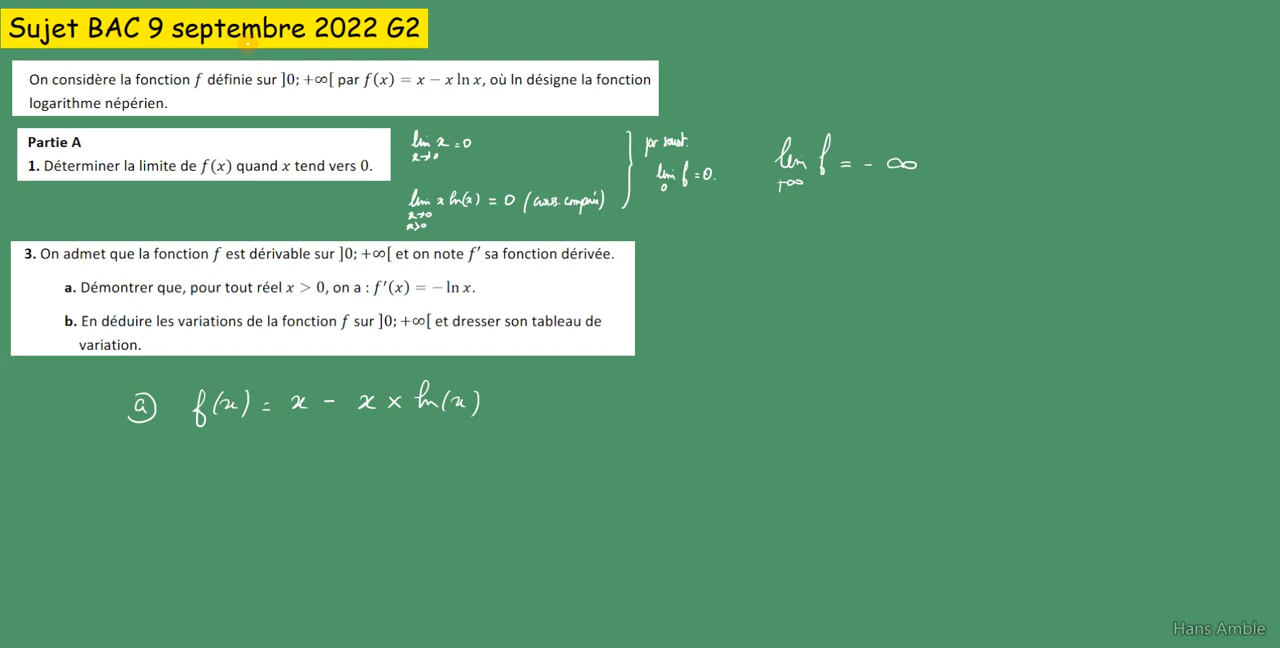 Sujet BAC 9 septembre 2022 G2
On considère la fonction f définie sur ]0; +∞[ par f(x) = x − x ln x, où ln désigne la fonction
logarithme népérien.
Partie A
1. Déterminer la limite de f(x) quand x tend vers 0.
lim x = 0
x→0
lim x ln(x) = 0 (crois. comparée)
x→0
x>0
par soust.
lim f = 0.
0
lim f = - ∞
+∞
3. On admet que la fonction f est dérivable sur ]0; +∞[ et on note f′ sa fonction dérivée.
a. Démontrer que, pour tout réel x > 0, on a : f′(x) = − ln x.
b. En déduire les variations de la fonction f sur ]0; +∞[ et dresser son tableau de
variation.
a f(x) = x - x × ln(x)
Hans Amble